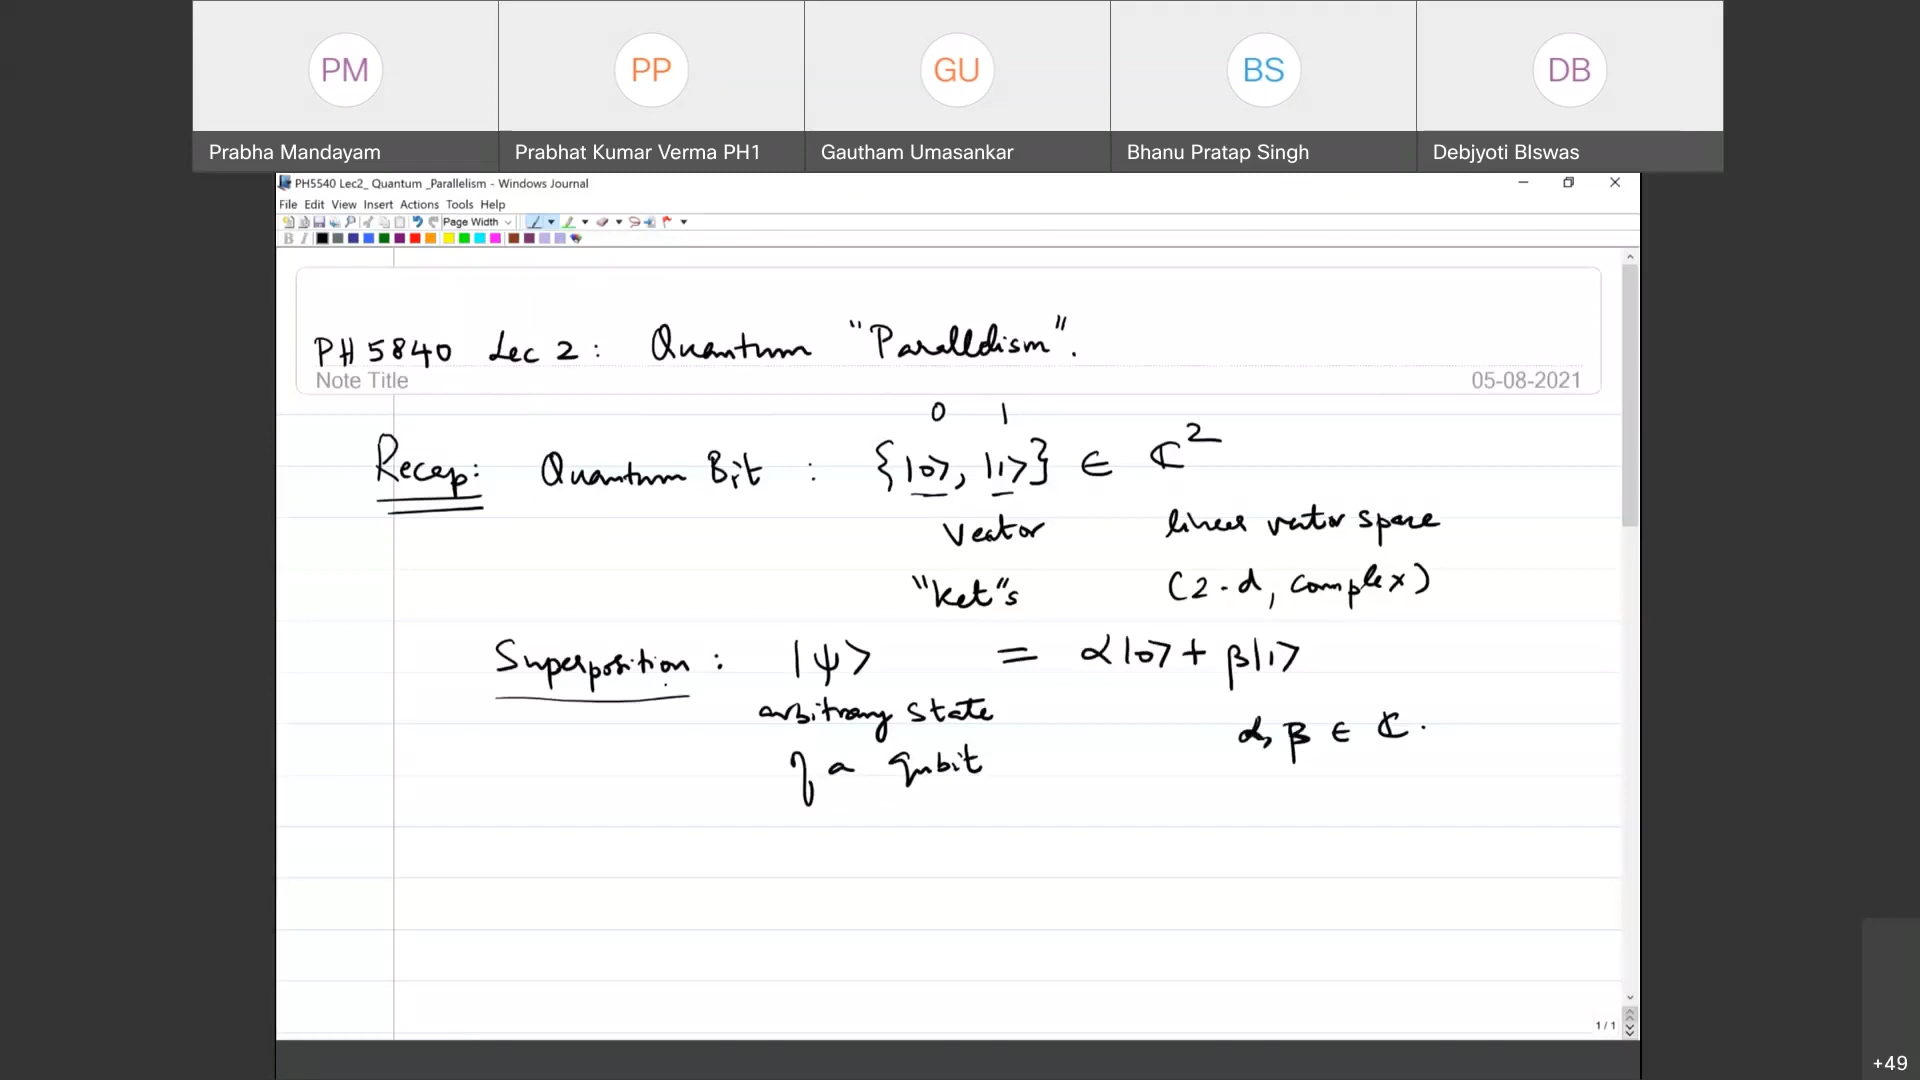 PM PP GU BS DB
Prabha Mandayam Prabhat Kumar Verma PH1 Gautham Umasankar Bhanu Pratap Singh Debjyoti BIswas
PH5540 Lec2_ Quantum _Parallelism - Windows Journal
File Edit View Insert Actions Tools Help
Page Width
B I
PH5840 Lec 2: Quantum "Parallelism".
Note Title 05-08-2021
0 1
Recap: Quantum Bit : {|0>, |1>} ∈ ℂ²
Vector linear vector space
"ket"s (2-d, complex)
Superposition: |ψ> = α|0> + β|1>
arbitrary state α, β ∈ ℂ.
of a qubit
1 / 1
+49